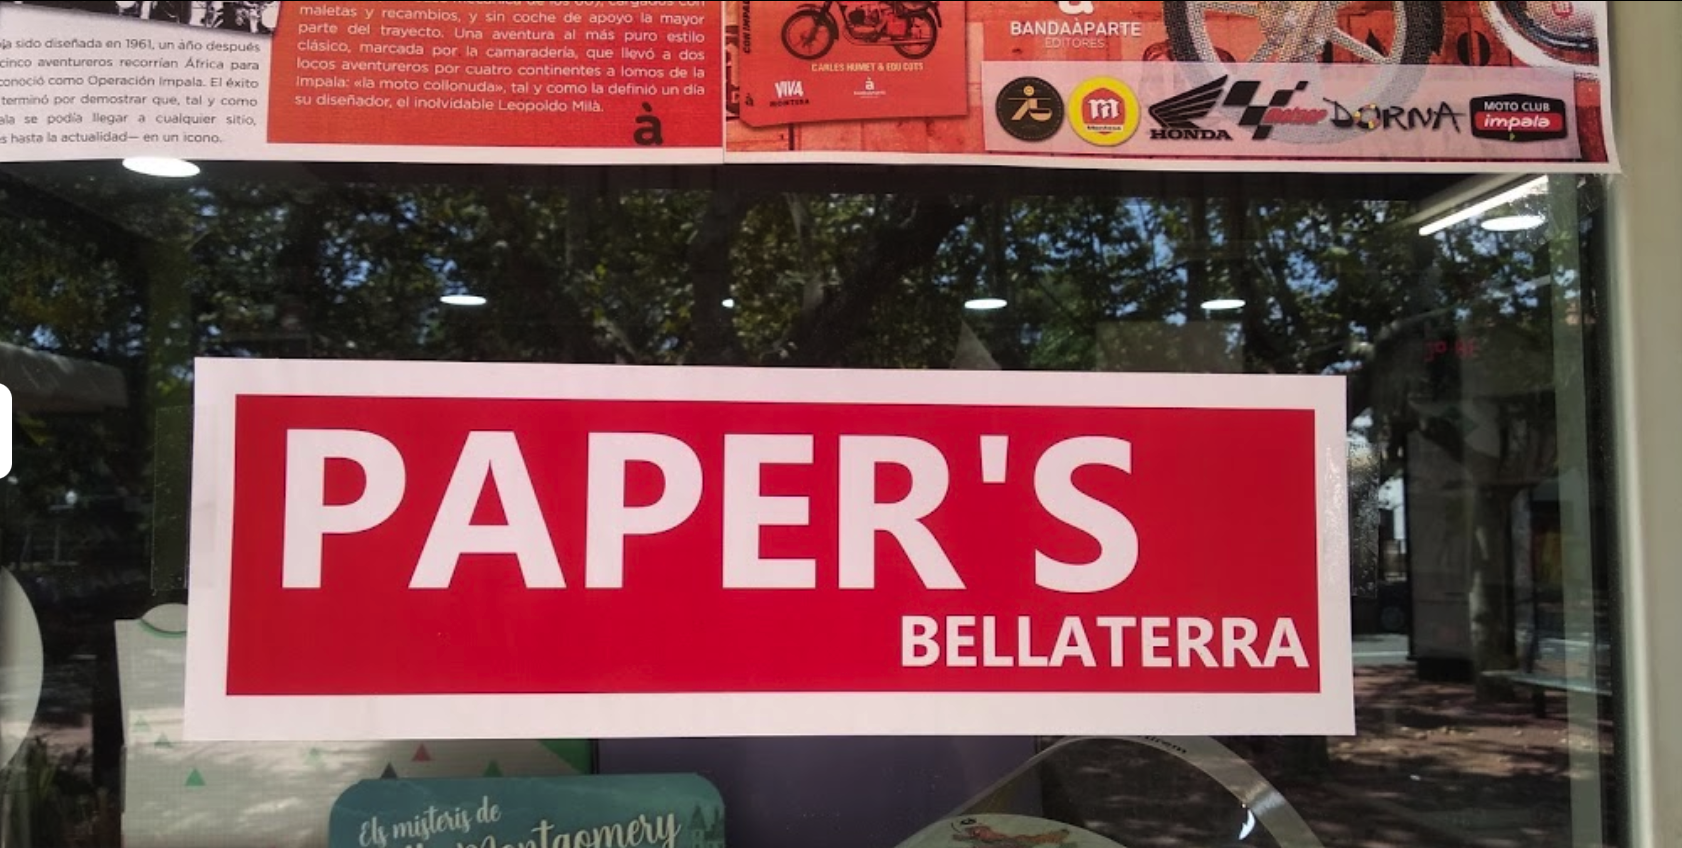 ja sido diseñada en 1961, un año después
cinco aventureros recorrían África para
conoció como Operación Impala. El éxito
terminó por demostrar que, tal y como
ala se podía llegar a cualquier sitio,
s hasta la actualidad— en un icono.
maletas y recambios, y sin coche de apoyo la mayor
parte del trayecto. Una aventura al más puro estilo
clásico, marcada por la camaradería, que llevó a dos
locos aventureros por cuatro continentes a lomos de la
Impala: «la moto collonuda», tal y como la definió un día
su diseñador, el inolvidable Leopoldo Milà.
à
CARLES HUMET & EDU COTS
VIVA
MONTESA
à
BANDAÀPARTE
EDITORES
m
Montesa
HONDA
motoGP
DORNA
MOTO CLUB
impala
PAPER'S
BELLATERRA
Els misteris de
Montgomery